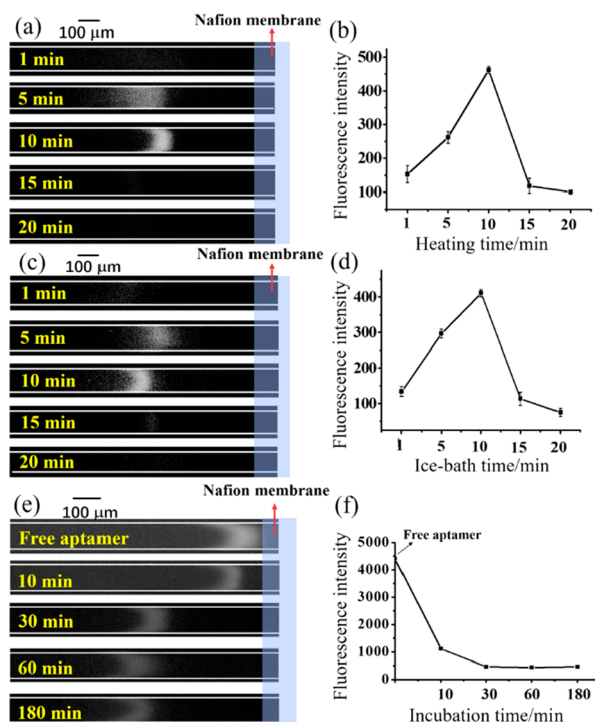 (a)
100 μm
Nafion membrane
1 min
5 min
10 min
15 min
20 min
(b)
Fluorescence intensity
500
400
300
200
100
1 5 10 15 20
Heating time/min
(c)
100 μm
Nafion membrane
1 min
5 min
10 min
15 min
20 min
(d)
Fluorescence intensity
400
300
200
100
1 5 10 15 20
Ice-bath time/min
(e)
100 μm
Nafion membrane
Free aptamer
10 min
30 min
60 min
180 min
(f)
Free aptamer
Fluorescence intensity
5000
4000
3000
2000
1000
0
10 30 60 180
Incubation time/min